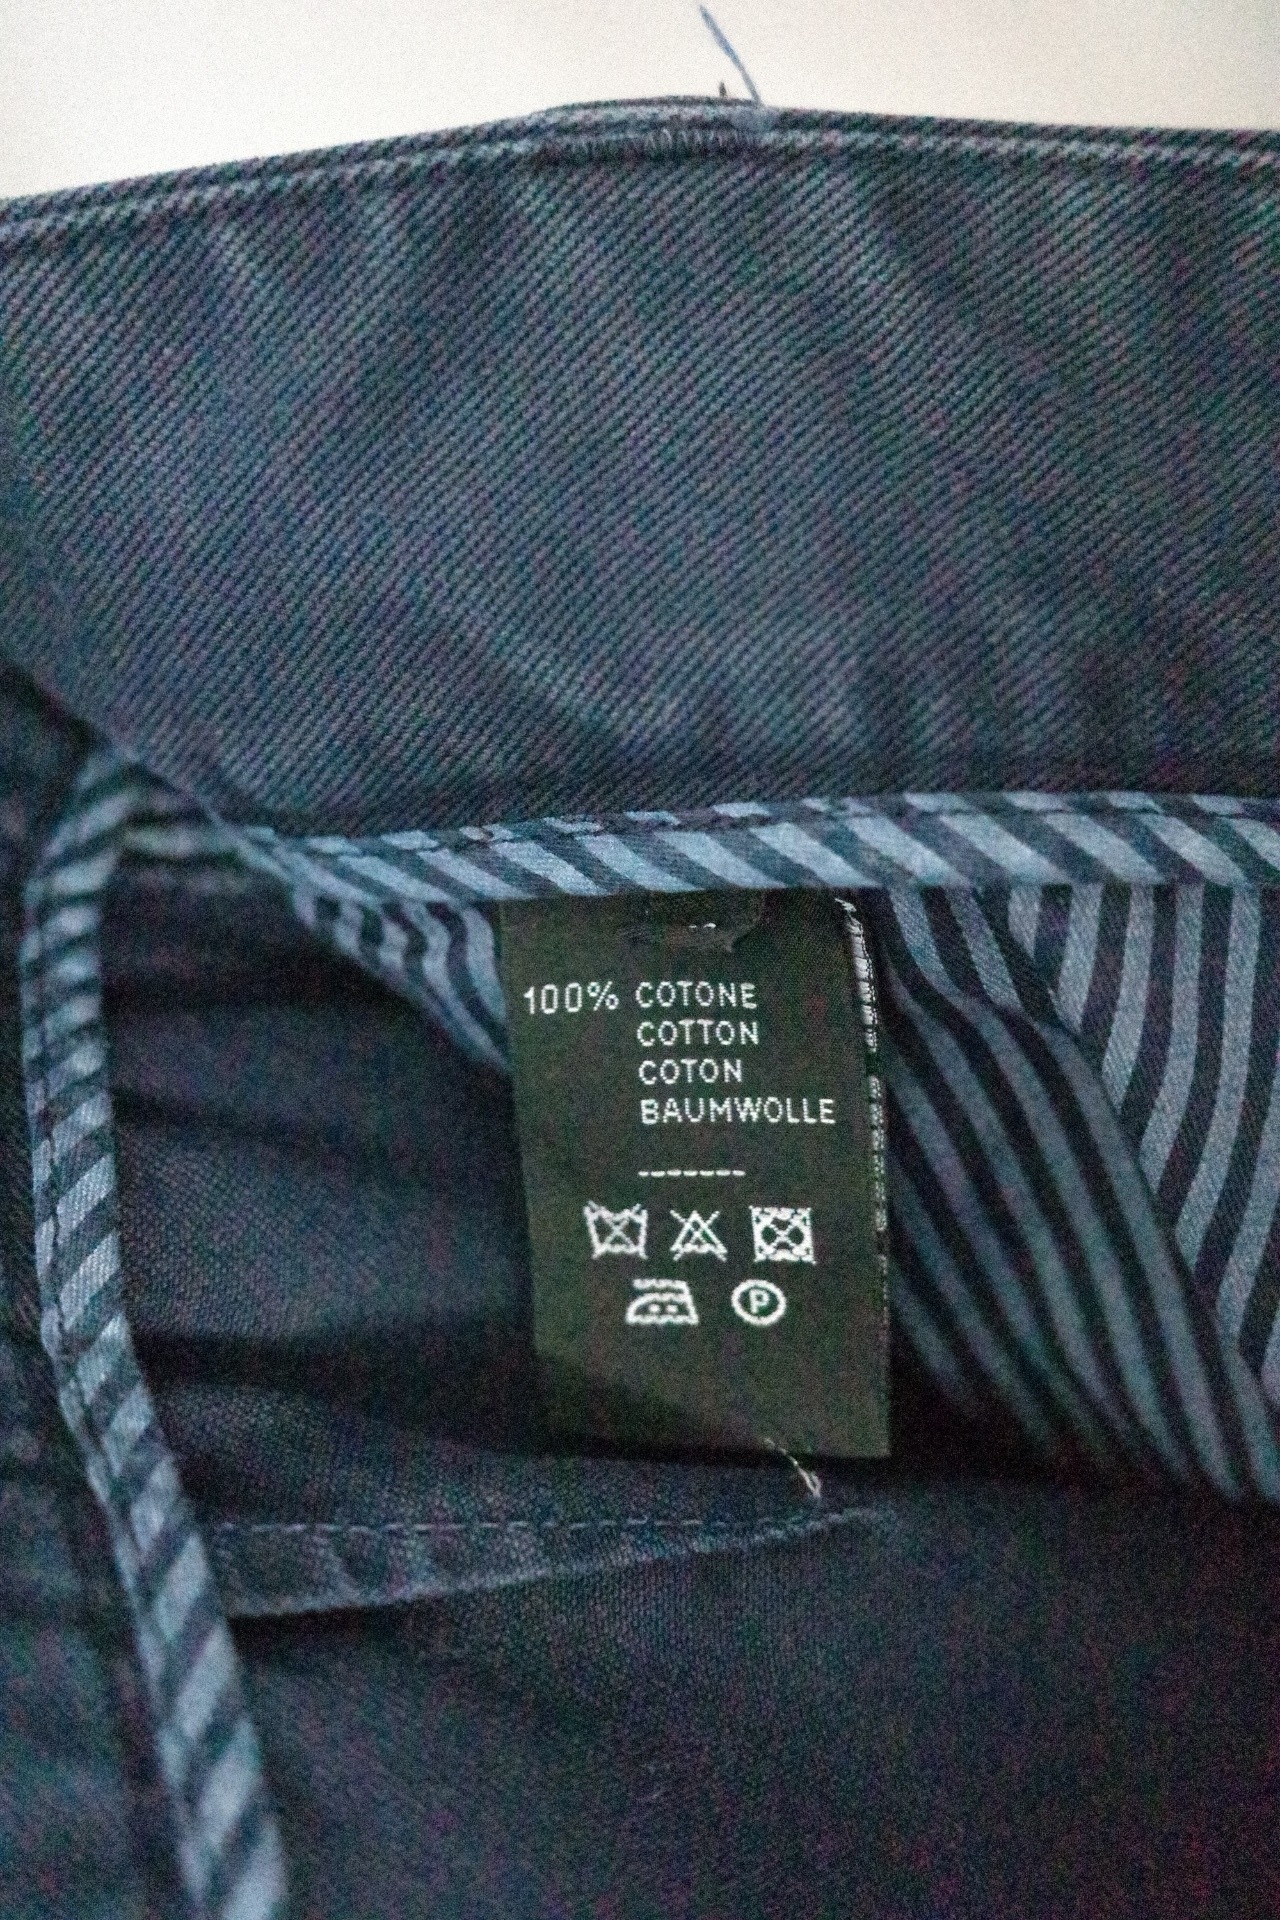 100% COTONE
COTTON
COTON
BAUMWOLLE
-------
P